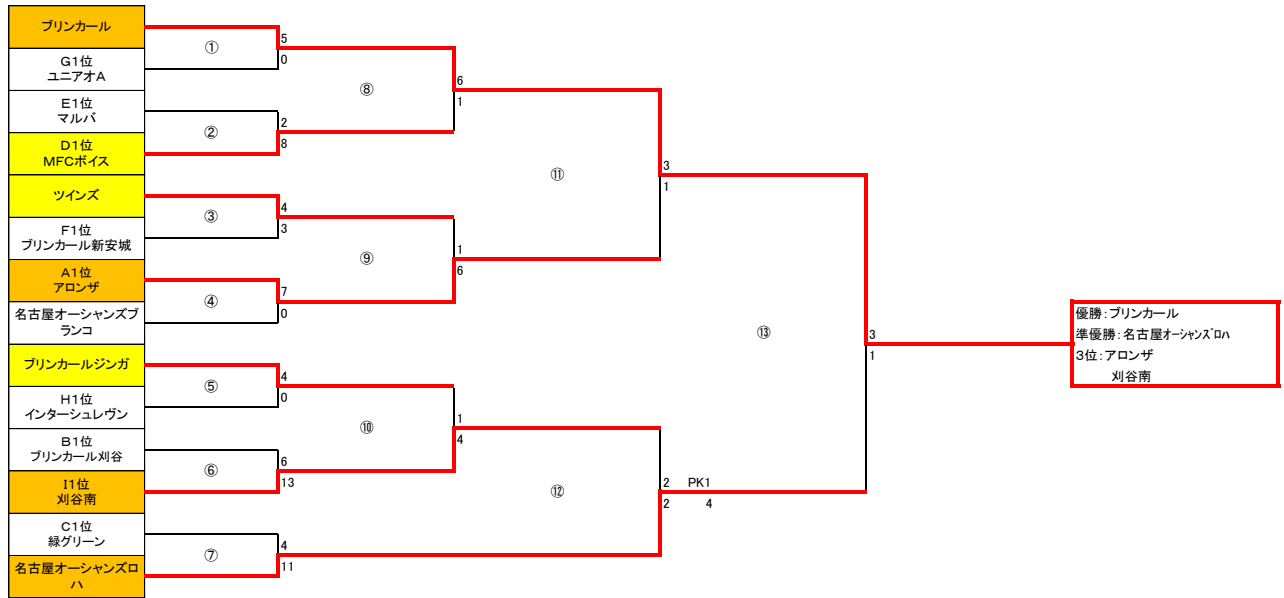 ブリンカール
G1位
ユニアオA
E1位
マルバ
D1位
MFCボイス
ツインズ
F1位
ブリンカール新安城
A1位
アロンザ
名古屋オーシャンズブ
ランコ
ブリンカールジンガ
H1位
インターシュレヴン
B1位
ブリンカール刈谷
I1位
刈谷南
C1位
緑グリーン
名古屋オーシャンズロ
ハ
①
5
0
②
2
8
③
4
3
④
7
0
⑤
4
0
⑥
6
13
⑦
4
11
⑧
6
1
⑨
1
6
⑩
1
4
⑪
3
1
⑫
2 PK1
2 4
⑬
3
1
優勝:ブリンカール
準優勝:名古屋オーシャンズロハ
3位:アロンザ
刈谷南